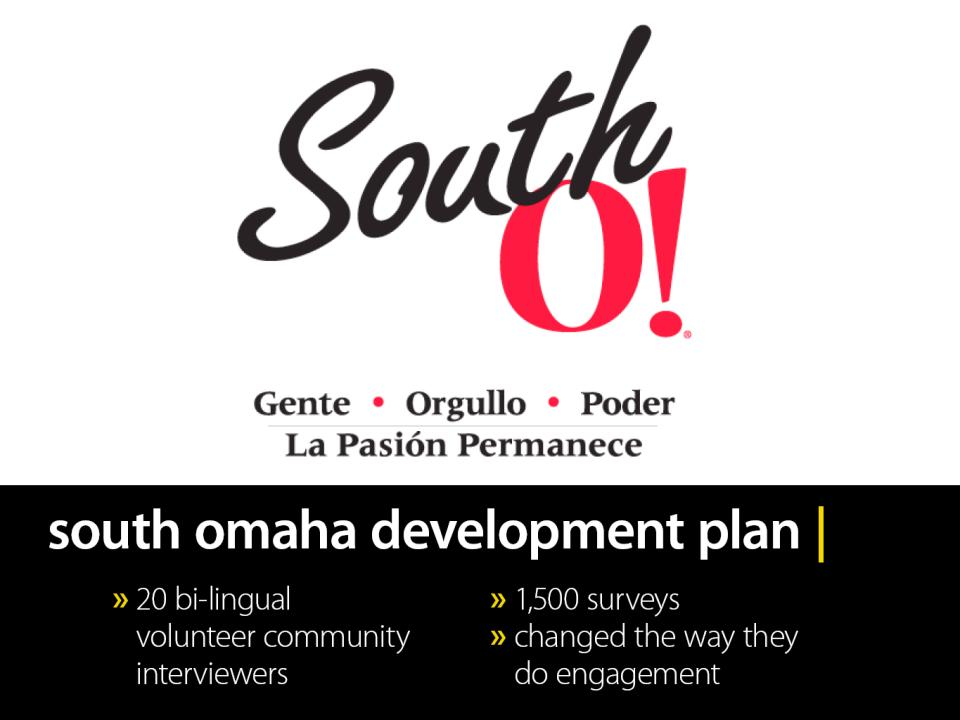 South
O!®
Gente • Orgullo • Poder
La Pasión Permanece
south omaha development plan |
» 20 bi-lingual
volunteer community
interviewers
» 1,500 surveys
» changed the way they
do engagement